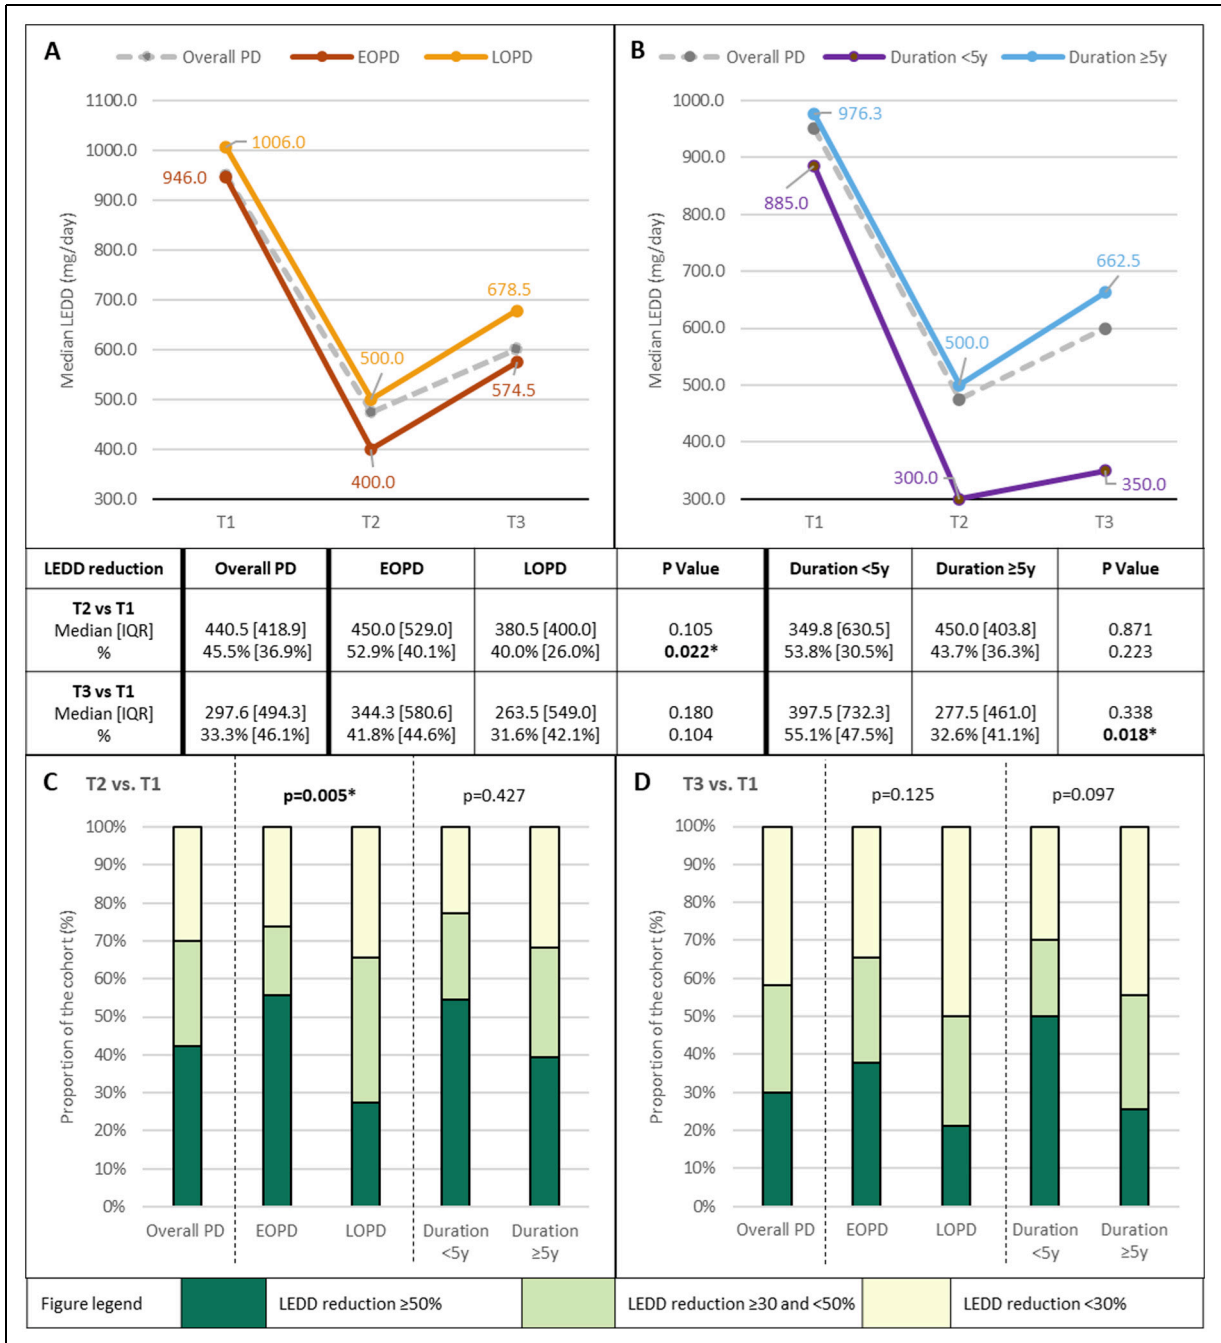 A
Overall PD EOPD LOPD
1100.0
1000.0
900.0
800.0
700.0
600.0
500.0
400.0
300.0
Median LEDD (mg/day)
1006.0
946.0
678.5
500.0
574.5
400.0
T1 T2 T3
B
Overall PD Duration <5y Duration ≥5y
1000.0
900.0
800.0
700.0
600.0
500.0
400.0
300.0
Median LEDD (mg/day)
976.3
885.0
662.5
500.0
300.0
350.0
T1 T2 T3
LEDD reduction Overall PD EOPD LOPD P Value Duration <5y Duration ≥5y P Value
T2 vs T1
Median [IQR] 440.5 [418.9] 450.0 [529.0] 380.5 [400.0] 0.105 349.8 [630.5] 450.0 [403.8] 0.871
% 45.5% [36.9%] 52.9% [40.1%] 40.0% [26.0%] 0.022* 53.8% [30.5%] 43.7% [36.3%] 0.223
T3 vs T1
Median [IQR] 297.6 [494.3] 344.3 [580.6] 263.5 [549.0] 0.180 397.5 [732.3] 277.5 [461.0] 0.338
% 33.3% [46.1%] 41.8% [44.6%] 31.6% [42.1%] 0.104 55.1% [47.5%] 32.6% [41.1%] 0.018*
C T2 vs. T1
p=0.005* p=0.427
100%
90%
80%
70%
60%
50%
40%
30%
20%
10%
0%
Proportion of the cohort (%)
Overall PD EOPD LOPD Duration <5y Duration ≥5y
D T3 vs. T1
p=0.125 p=0.097
100%
90%
80%
70%
60%
50%
40%
30%
20%
10%
0%
Proportion of the cohort (%)
Overall PD EOPD LOPD Duration <5y Duration ≥5y
Figure legend LEDD reduction ≥50% LEDD reduction ≥30 and <50% LEDD reduction <30%